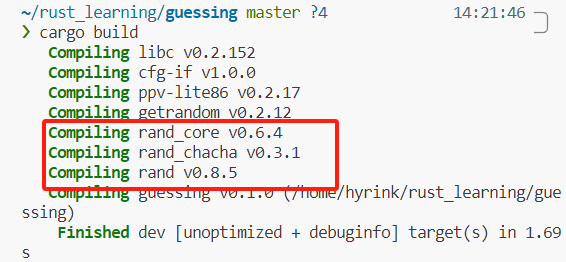 ~/rust_learning/guessing master ?4 14:21:46
❯ cargo build
Compiling libc v0.2.152
Compiling cfg-if v1.0.0
Compiling ppv-lite86 v0.2.17
Compiling getrandom v0.2.12
Compiling rand_core v0.6.4
Compiling rand_chacha v0.3.1
Compiling rand v0.8.5
Compiling guessing v0.1.0 (/home/hyrink/rust_learning/gue
ssing)
Finished dev [unoptimized + debuginfo] target(s) in 1.69
s